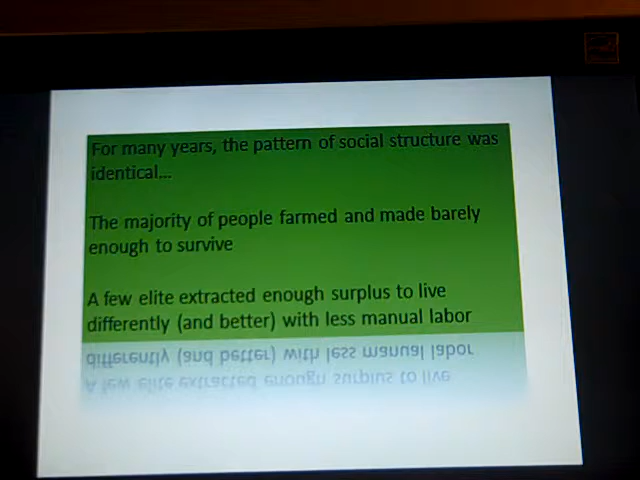 For many years, the pattern of social structure was
identical...
The majority of people farmed and made barely
enough to survive
A few elite extracted enough surplus to live
differently (and better) with less manual labor